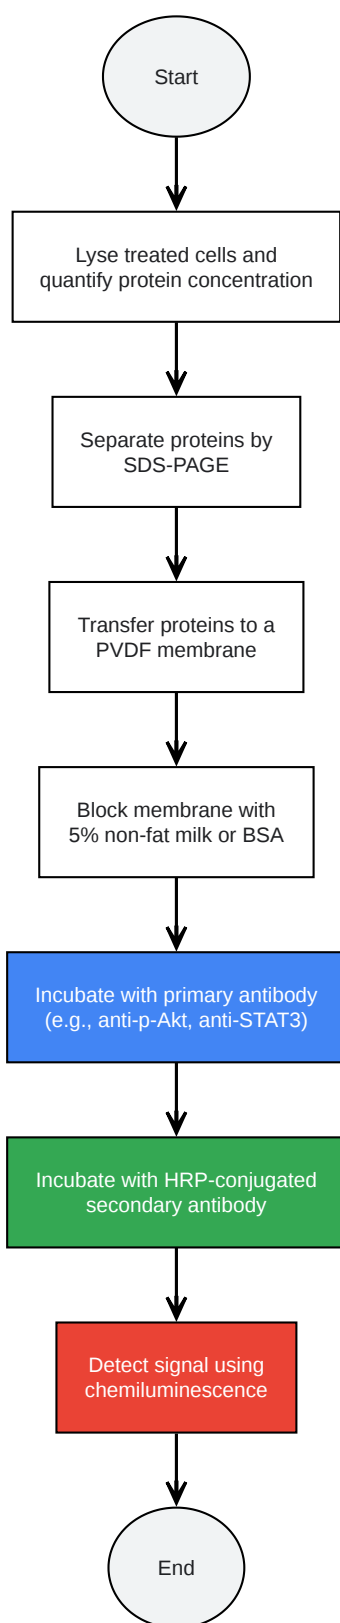 Start
Lyse treated cells and
quantify protein concentration
Separate proteins by
SDS-PAGE
Transfer proteins to a
PVDF membrane
Block membrane with
5% non-fat milk or BSA
Incubate with primary antibody
(e.g., anti-p-Akt, anti-STAT3)
Incubate with HRP-conjugated
secondary antibody
Detect signal using
chemiluminescence
End